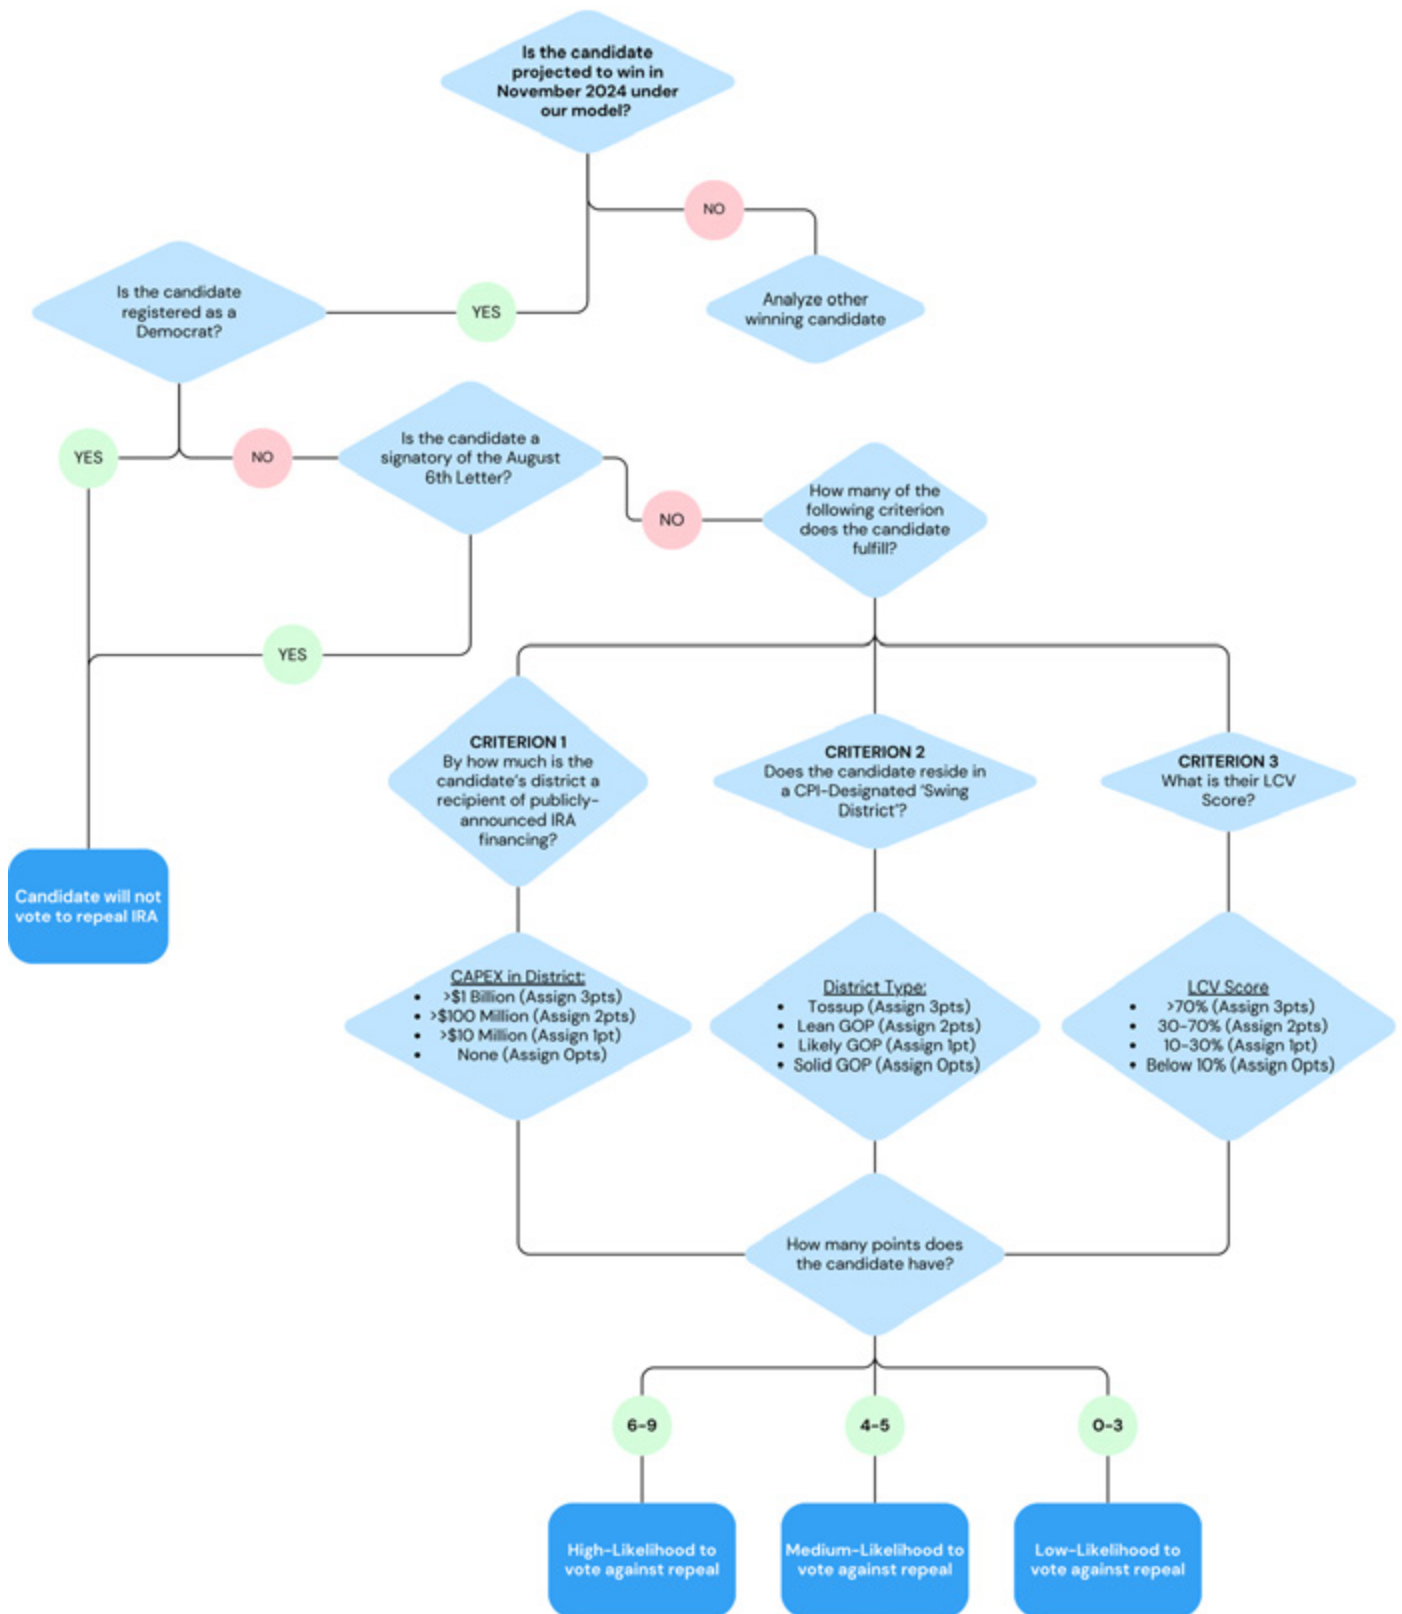 Is the candidate
projected to win in
November 2024 under
our model?
NO
Analyze other
winning candidate
YES
Is the candidate
registered as a
Democrat?
YES
NO
Is the candidate a
signatory of the August
6th Letter?
YES
NO
How many of the
following criterion
does the candidate
fulfill?
Candidate will not
vote to repeal IRA
CRITERION 1
By how much is the
candidate's district a
recipient of publicly-
announced IRA
financing?
CAPEX in District:
• >$1 Billion (Assign 3pts)
• >$100 Million (Assign 2pts)
• >$10 Million (Assign 1pt)
• None (Assign 0pts)
CRITERION 2
Does the candidate reside in
a CPI-Designated 'Swing
District'?
District Type:
• Tossup (Assign 3pts)
• Lean GOP (Assign 2pts)
• Likely GOP (Assign 1pt)
• Solid GOP (Assign 0pts)
CRITERION 3
What is their LCV
Score?
LCV Score
• >70% (Assign 3pts)
• 30-70% (Assign 2pts)
• 10-30% (Assign 1pt)
• Below 10% (Assign 0pts)
How many points does
the candidate have?
6-9
4-5
0-3
High-Likelihood to
vote against repeal
Medium-Likelihood to
vote against repeal
Low-Likelihood to
vote against repeal